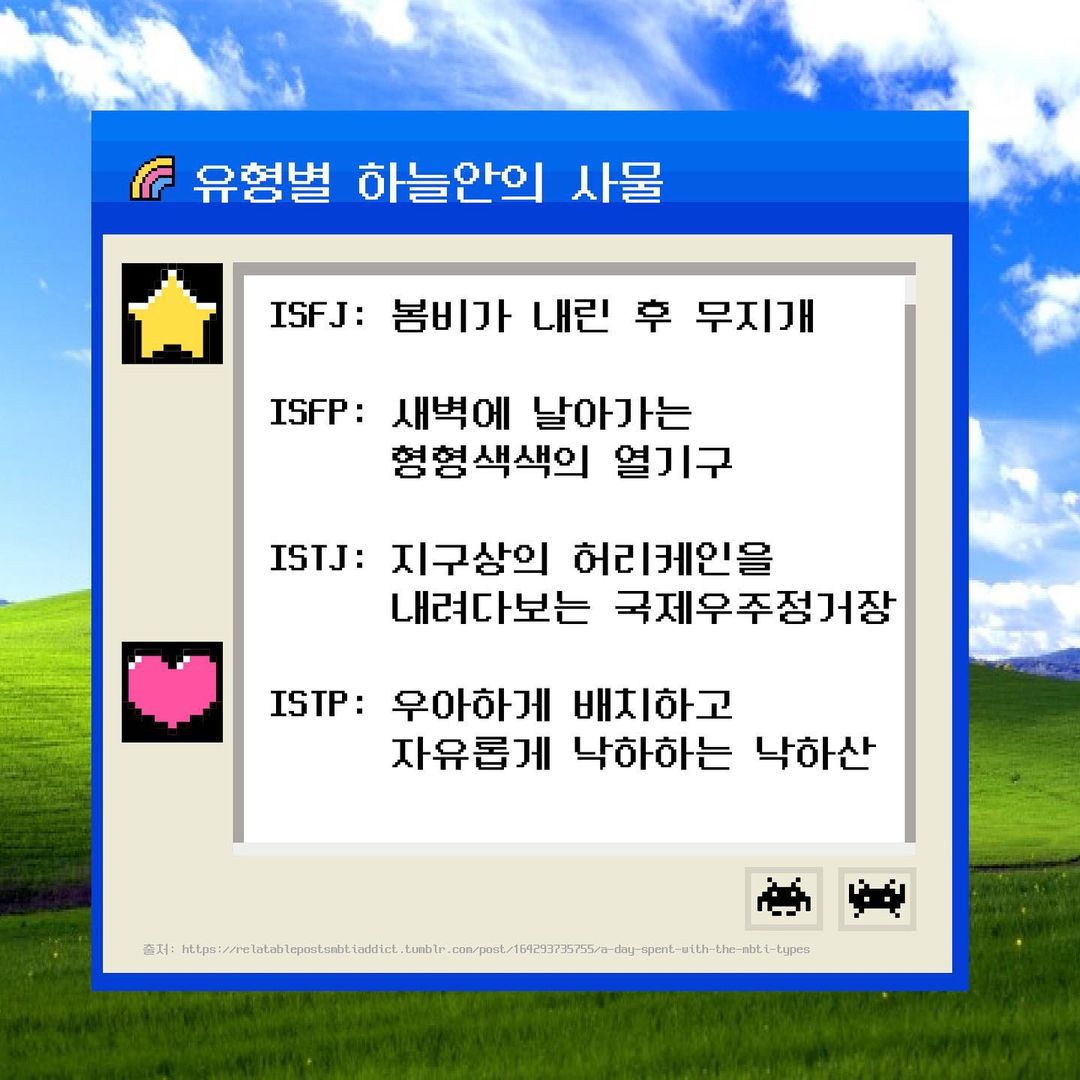 유형별 하늘안의 사물
ISFJ: 봄비가 내린 후 무지개
ISFP: 새벽에 날아가는
형형색색의 열기구
ISTJ: 지구상의 허리케인을
내려다보는 국제우주정거장
ISTP: 우아하게 배치하고
자유롭게 낙하하는 낙하산
출처: https://relatablepostsmbtiaddict.tumblr.com/post/164293735755/a-day-spent-with-the-mbti-types